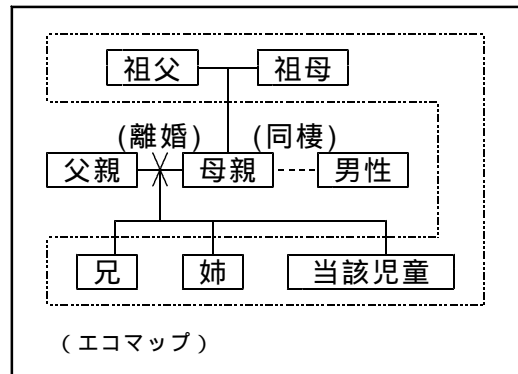 祖父 祖母
(離婚) (同棲)
父親 母親 男性
兄 姉 当該児童
（エコマップ）